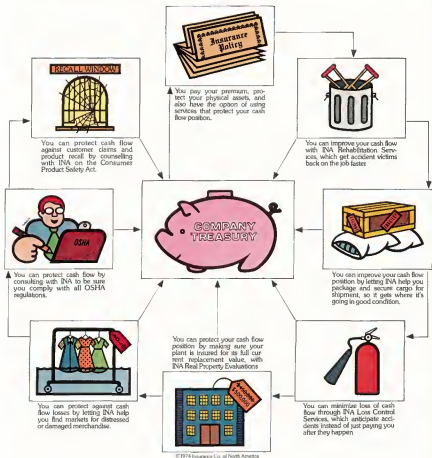 Insurance
Policy
You pay your premium, pro-
tect your physical assets, and
also have the option of using
services that protect your cash
flow position.
RECALL WINDOW
You can protect cash flow
against customer claims and
product recall by counselling
with INA on the Consumer
Product Safety Act.
You can improve your cash flow
with INA Rehabilitation Serv-
ices, which get accident victims
back on the job faster
COMPANY
TREASURY
OSHA
You can protect cash flow by
consulting with INA to be sure
you comply with all OSHA
regulations.
You can improve your cash flow
position by letting INA help you
package and secure cargo for
shipment, so it gets where it's
going in good condition.
You can protect your cash flow
position by making sure your
plant is insured for its full cur-
rent replacement value, with
INA Real Property Evaluations
You can protect against cash
flow losses by letting INA help
you find markets for distressed
or damaged merchandise.
You can minimize loss of cash
flow through INA Loss Control
Services, which anticipate acci-
dents instead of just paying you
after they happen
©1974 Insurance Co. of North America